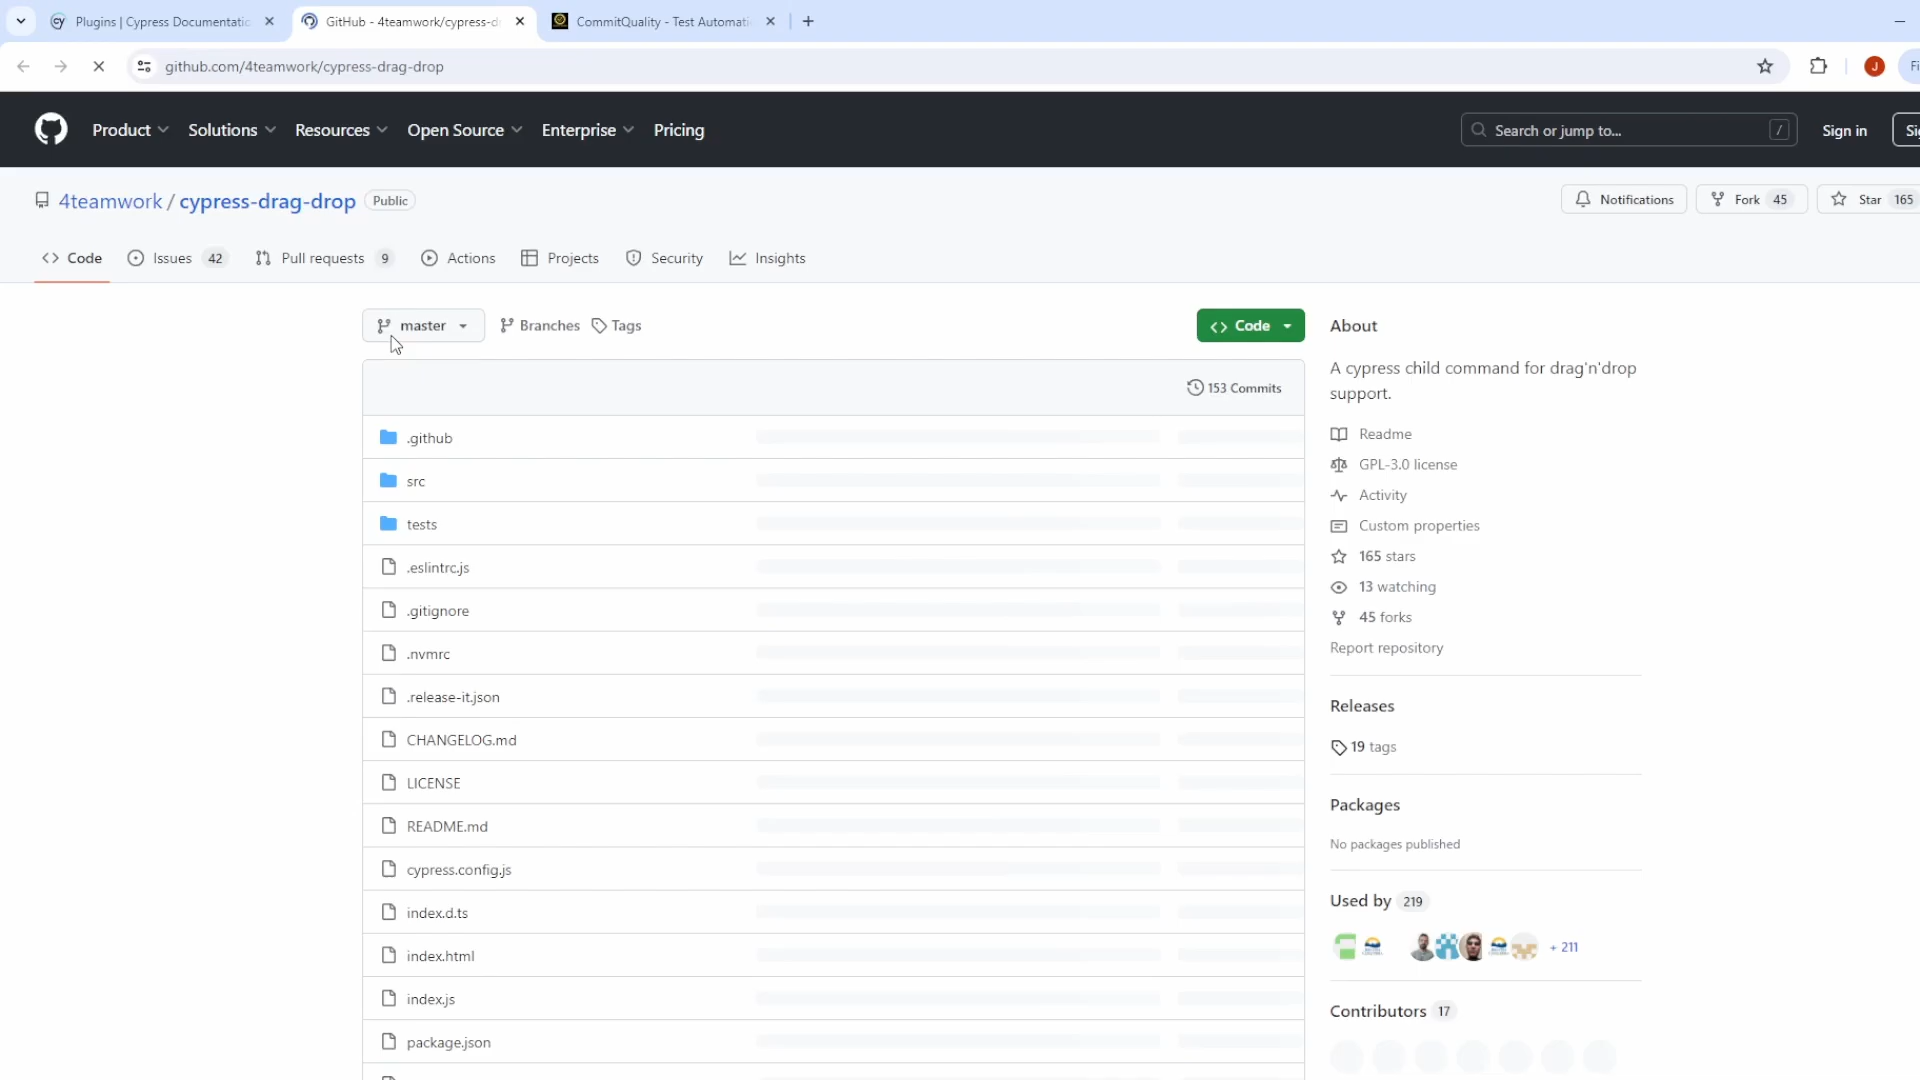 Plugins | Cypress Documentatio
GitHub - 4teamwork/cypress-dr
CommitQuality - Test Automati
github.com/4teamwork/cypress-drag-drop
J
Fi
Product
Solutions
Resources
Open Source
Enterprise
Pricing
Search or jump to...
/
Sign in
Si
4teamwork / cypress-drag-drop
Public
Notifications
Fork 45
Star 165
Code
Issues 42
Pull requests 9
Actions
Projects
Security
Insights
master
Branches
Tags
Code
153 Commits
.github
src
tests
.eslintrc.js
.gitignore
.nvmrc
.release-it.json
CHANGELOG.md
LICENSE
README.md
cypress.config.js
index.d.ts
index.html
index.js
package.json
About
A cypress child command for drag'n'drop
support.
Readme
GPL-3.0 license
Activity
Custom properties
165 stars
13 watching
45 forks
Report repository
Releases
19 tags
Packages
No packages published
Used by 219
+ 211
Contributors 17